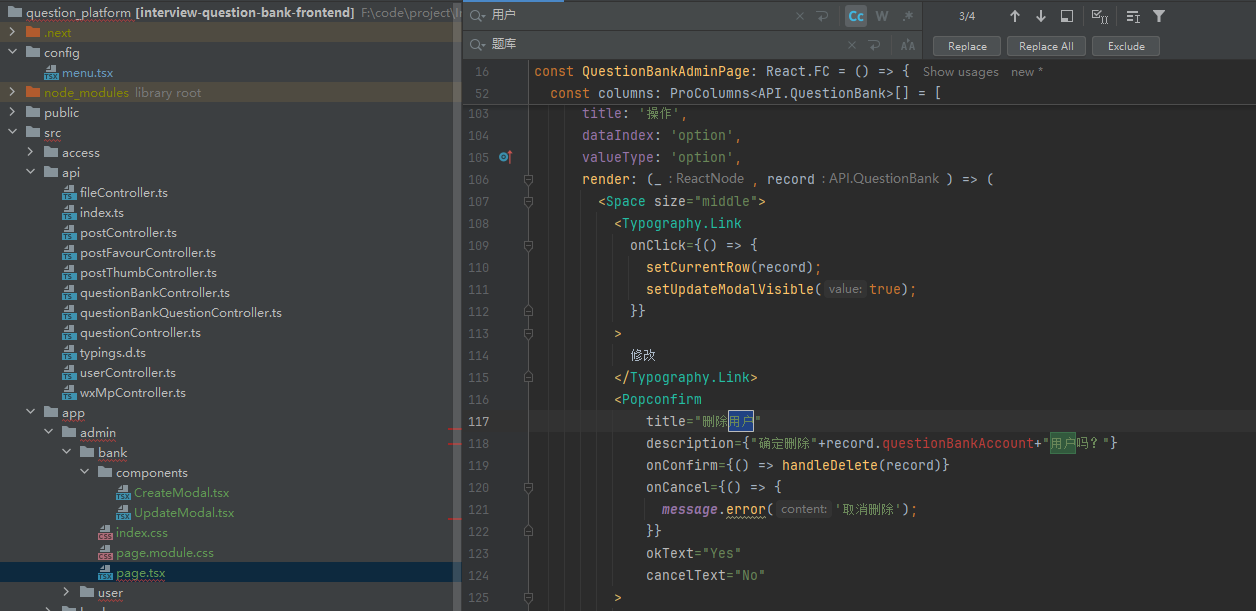 question_platform [interview-question-bank-frontend] F:\code\project\
.next
config
menu.tsx
node_modules library root
public
src
access
api
fileController.ts
index.ts
postController.ts
postFavourController.ts
postThumbController.ts
questionBankController.ts
questionBankQuestionController.ts
questionController.ts
typings.d.ts
userController.ts
wxMpController.ts
app
admin
bank
components
CreateModal.tsx
UpdateModal.tsx
index.css
page.module.css
page.tsx
user
用户
Cc W .* 3/4
题库
Replace Replace All Exclude
16 const QuestionBankAdminPage: React.FC = () => { Show usages new *
52 const columns: ProColumns<API.QuestionBank>[] = [
103 title: '操作',
104 dataIndex: 'option',
105 valueType: 'option',
106 render: (_ : ReactNode , record : API.QuestionBank ) => (
107 <Space size="middle">
108 <Typography.Link
109 onClick={() => {
110 setCurrentRow(record);
111 setUpdateModalVisible( value: true);
112 }}
113 >
114 修改
115 </Typography.Link>
116 <Popconfirm
117 title="删除用户"
118 description={"确定删除"+record.questionBankAccount+"用户吗？"}
119 onConfirm={() => handleDelete(record)}
120 onCancel={() => {
121 message.error( content: '取消删除');
122 }}
123 okText="Yes"
124 cancelText="No"
125 >